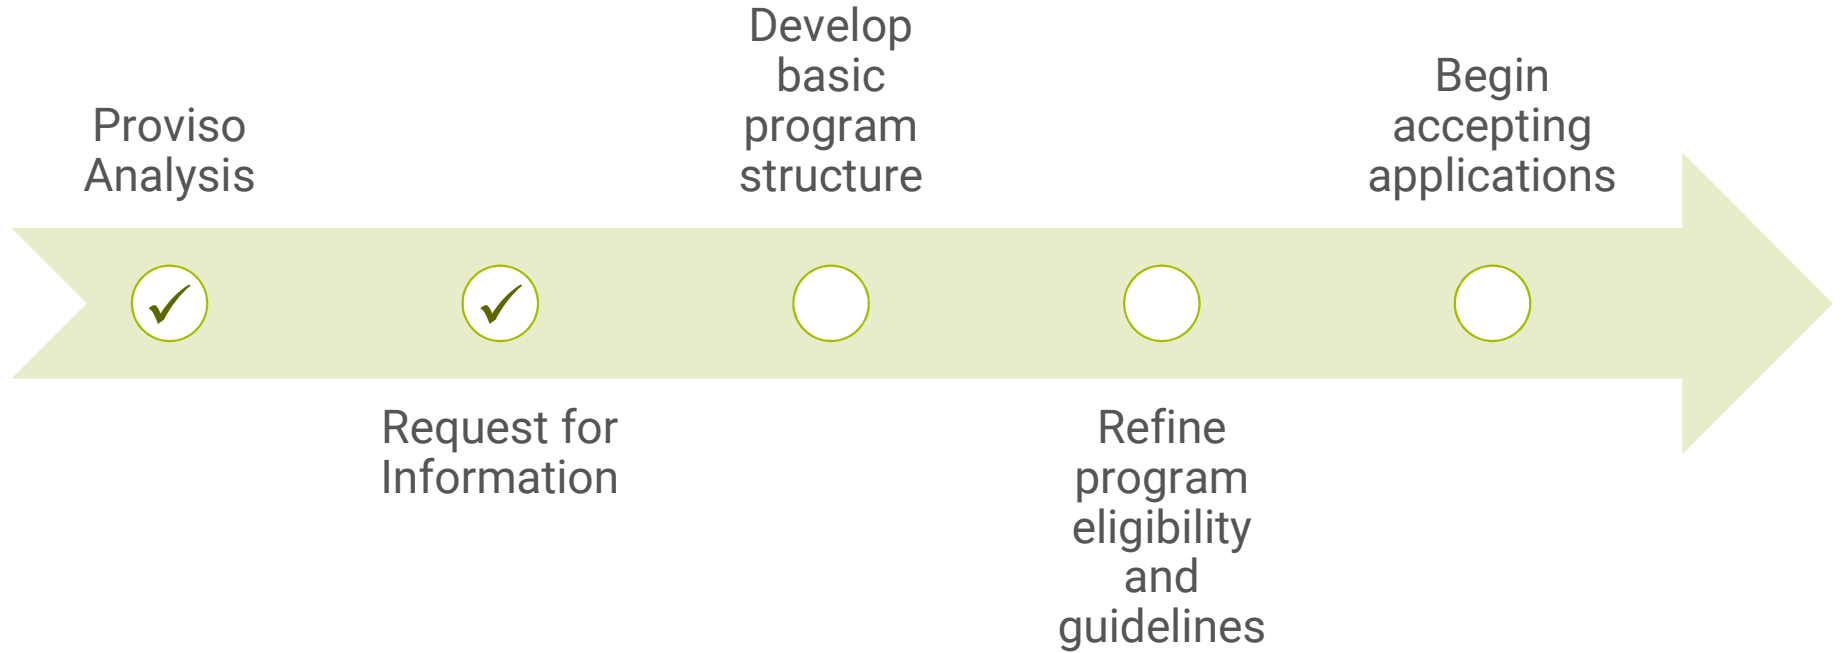 Proviso
Analysis
Request for
Information
Develop
basic
program
structure
Refine
program
eligibility
and
guidelines
Begin
accepting
applications